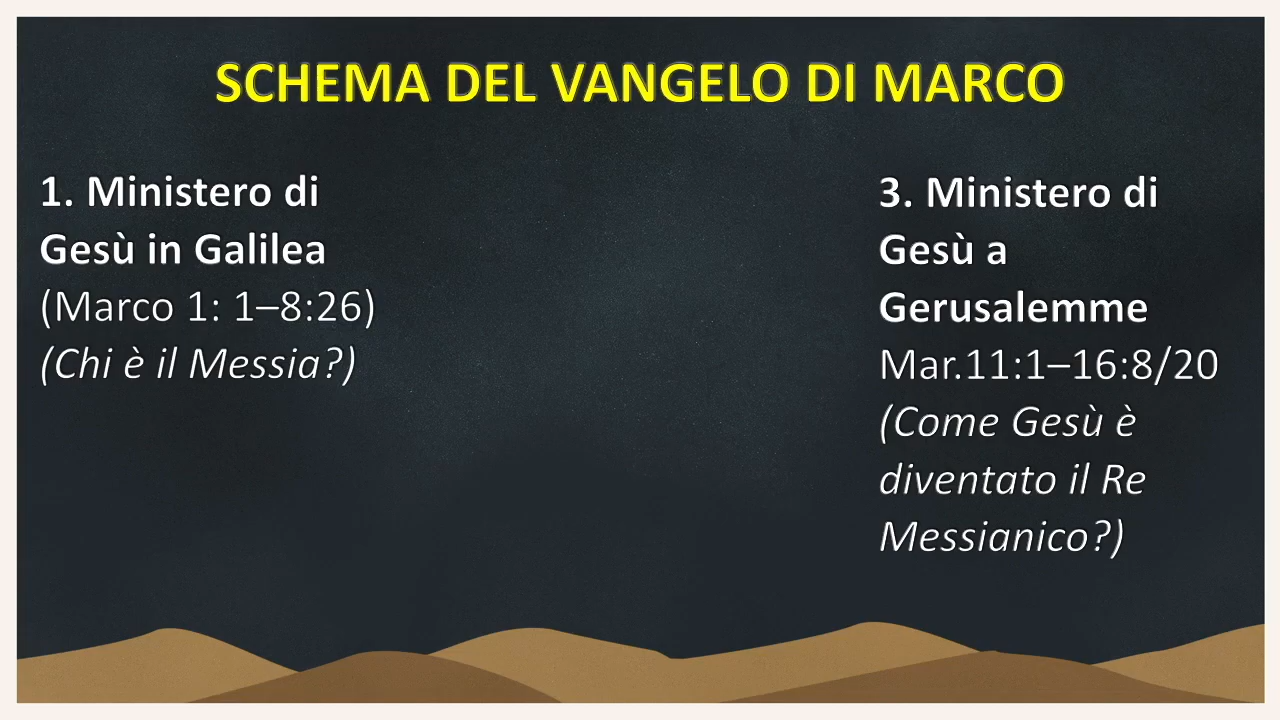 SCHEMA DEL VANGELO DI MARCO
1. Ministero di
Gesù in Galilea
(Marco 1: 1–8:26)
(Chi è il Messia?)
3. Ministero di
Gesù a
Gerusalemme
Mar.11:1–16:8/20
(Come Gesù è
diventato il Re
Messianico?)